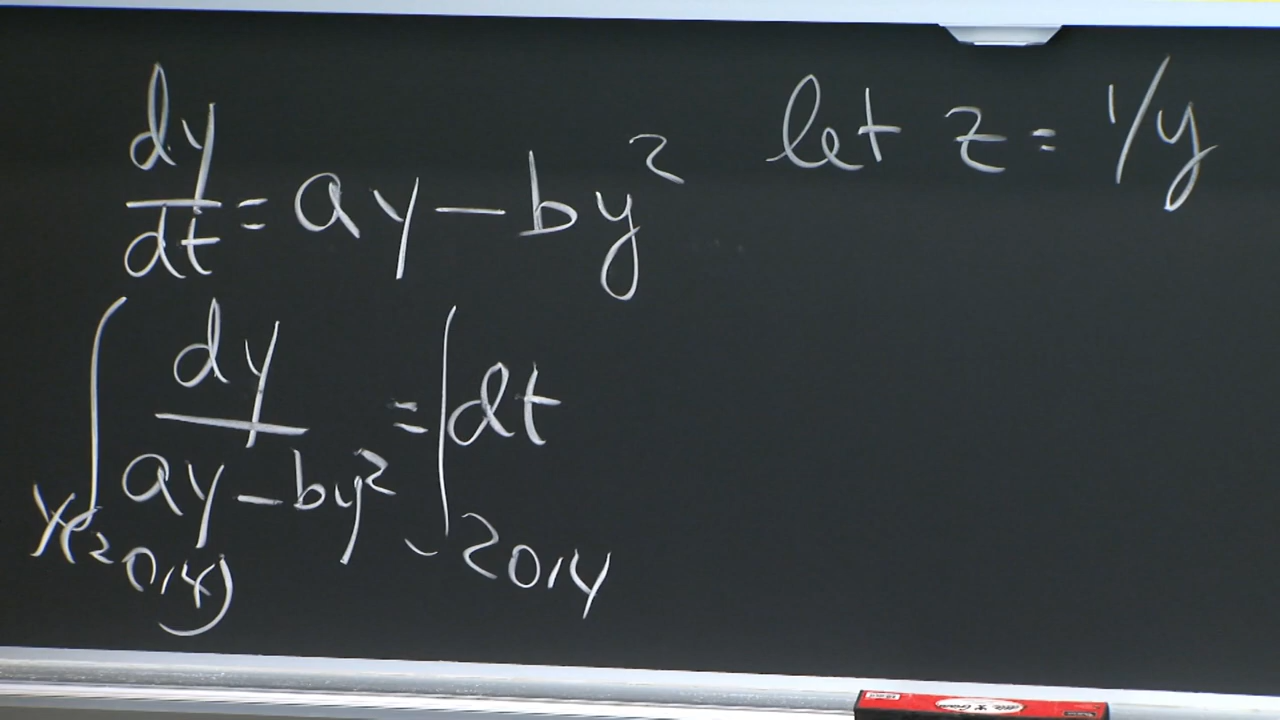 dy/dt = ay − by²
let z = 1/y
∫_{y(2014)} dy/(ay − by²) = ∫_{2014} dt